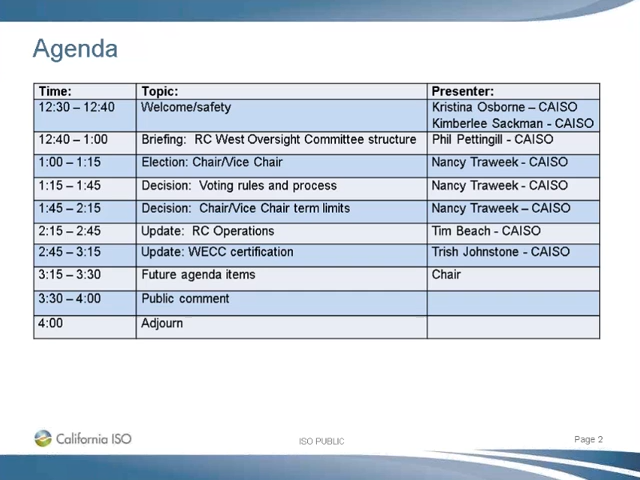 Agenda
Time: Topic: Presenter:
12:30 – 12:40 Welcome/safety Kristina Osborne – CAISO
Kimberlee Sackman - CAISO
12:40 – 1:00 Briefing: RC West Oversight Committee structure Phil Pettingill - CAISO
1:00 – 1:15 Election: Chair/Vice Chair Nancy Traweek - CAISO
1:15 – 1:45 Decision: Voting rules and process Nancy Traweek - CAISO
1:45 – 2:15 Decision: Chair/Vice Chair term limits Nancy Traweek – CAISO
2:15 – 2:45 Update: RC Operations Tim Beach - CAISO
2:45 – 3:15 Update: WECC certification Trish Johnstone - CAISO
3:15 – 3:30 Future agenda items Chair
3:30 – 4:00 Public comment
4:00 Adjourn
California ISO ISO PUBLIC Page 2